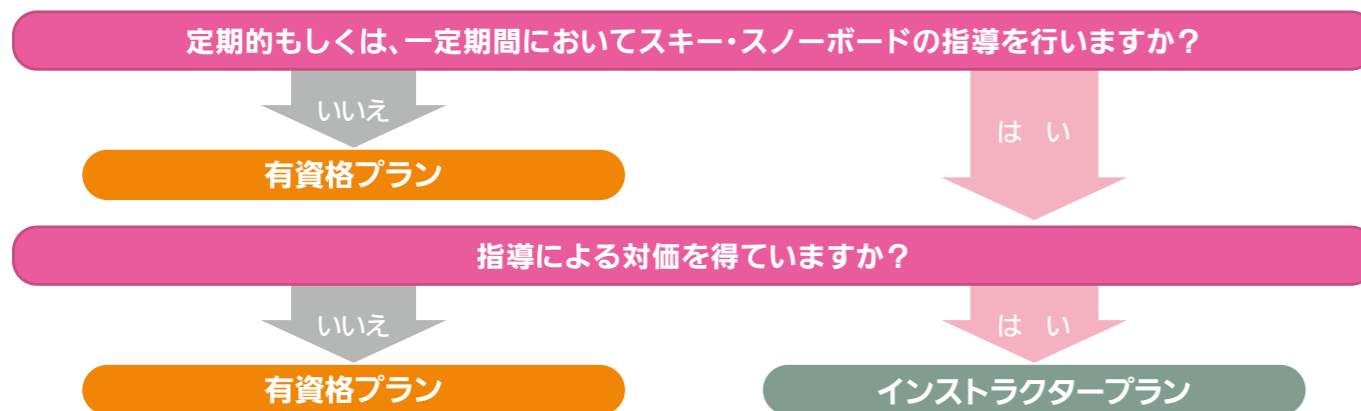 定期的もしくは、一定期間においてスキー・スノーボードの指導を行いますか？
いいえ
は い
有資格プラン
指導による対価を得ていますか？
いいえ
は い
有資格プラン
インストラクタープラン